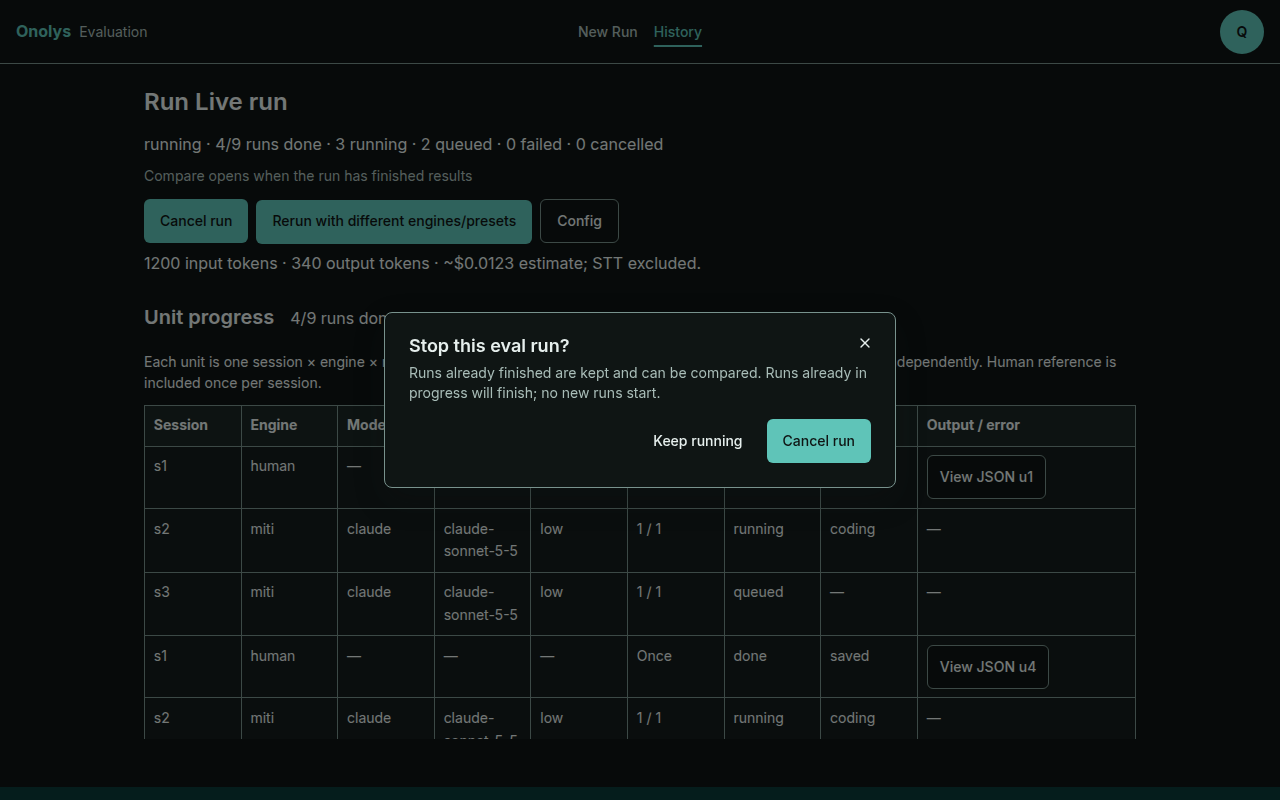 Onolys Evaluation New Run History Q
Run Live run
running · 4/9 runs done · 3 running · 2 queued · 0 failed · 0 cancelled
Compare opens when the run has finished results
Cancel run Rerun with different engines/presets Config
1200 input tokens · 340 output tokens · ~$0.0123 estimate; STT excluded.
Unit progress 4/9 runs don
Stop this eval run? ×
Runs already finished are kept and can be compared. Runs already in
progress will finish; no new runs start.
Keep running Cancel run
Each unit is one session × engine × dependently. Human reference is
included once per session.
Session Engine Mode Output / error
s1 human — View JSON u1
s2 miti claude claude- low 1 / 1 running coding —
sonnet-5-5
s3 miti claude claude- low 1 / 1 queued — —
sonnet-5-5
s1 human — — — Once done saved View JSON u4
s2 miti claude claude- low 1 / 1 running coding —